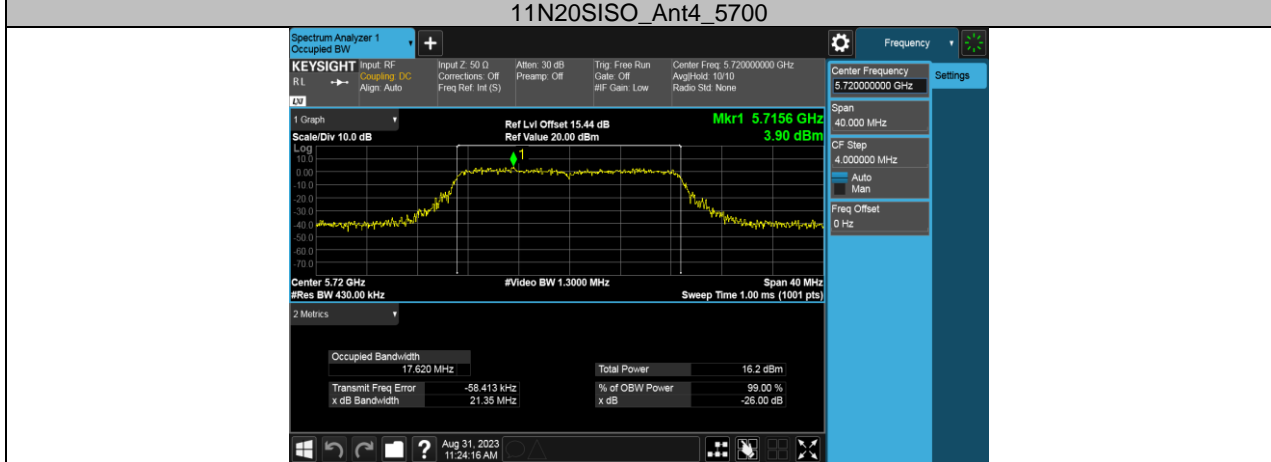 11N20SISO_Ant4_5700
Spectrum Analyzer 1
Occupied BW
Frequency
KEYSIGHT
RL
LXI
Input: RF
Coupling: DC
Align: Auto
Input Z: 50 Ω
Corrections: Off
Freq Ref: Int (S)
Atten: 30 dB
Preamp: Off
Trig: Free Run
Gate: Off
#IF Gain: Low
Center Freq: 5.720000000 GHz
Avg|Hold: 10/10
Radio Std: None
Center Frequency
5.720000000 GHz
Settings
Span
40.000 MHz
CF Step
4.000000 MHz
Auto
Man
Freq Offset
0 Hz
1 Graph
Scale/Div 10.0 dB
Ref Lvl Offset 15.44 dB
Ref Value 20.00 dBm
Mkr1 5.7156 GHz
3.90 dBm
Log
10.0
0.00
-10.0
-20.0
-30.0
-40.0
-50.0
-60.0
-70.0
1
Center 5.72 GHz
#Res BW 430.00 kHz
#Video BW 1.3000 MHz
Span 40 MHz
Sweep Time 1.00 ms (1001 pts)
2 Metrics
Occupied Bandwidth
17.620 MHz
Transmit Freq Error -58.413 kHz
x dB Bandwidth 21.35 MHz
Total Power 16.2 dBm
% of OBW Power 99.00 %
x dB -26.00 dB
?
Aug 31, 2023
11:24:16 AM